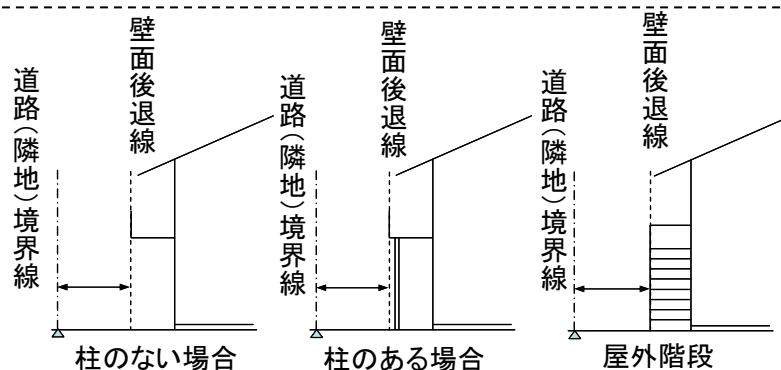 道路(隣地)境界線
壁面後退線
柱のない場合
道路(隣地)境界線
壁面後退線
柱のある場合
道路(隣地)境界線
壁面後退線
屋外階段